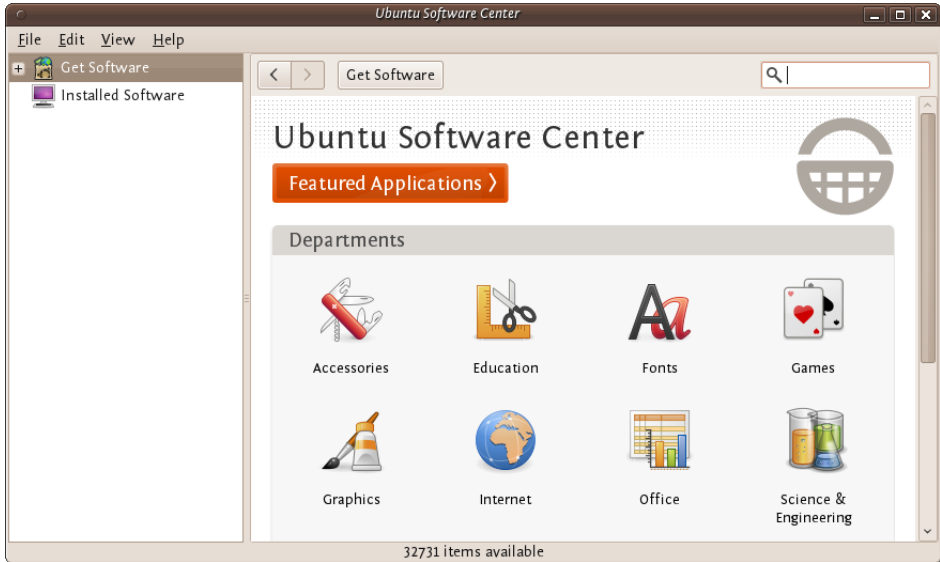 Ubuntu Software Center
File Edit View Help
Get Software
Installed Software
Get Software
Ubuntu Software Center
Featured Applications
Departments
Accessories
Education
Fonts
Games
Graphics
Internet
Office
Science &
Engineering
32731 items available